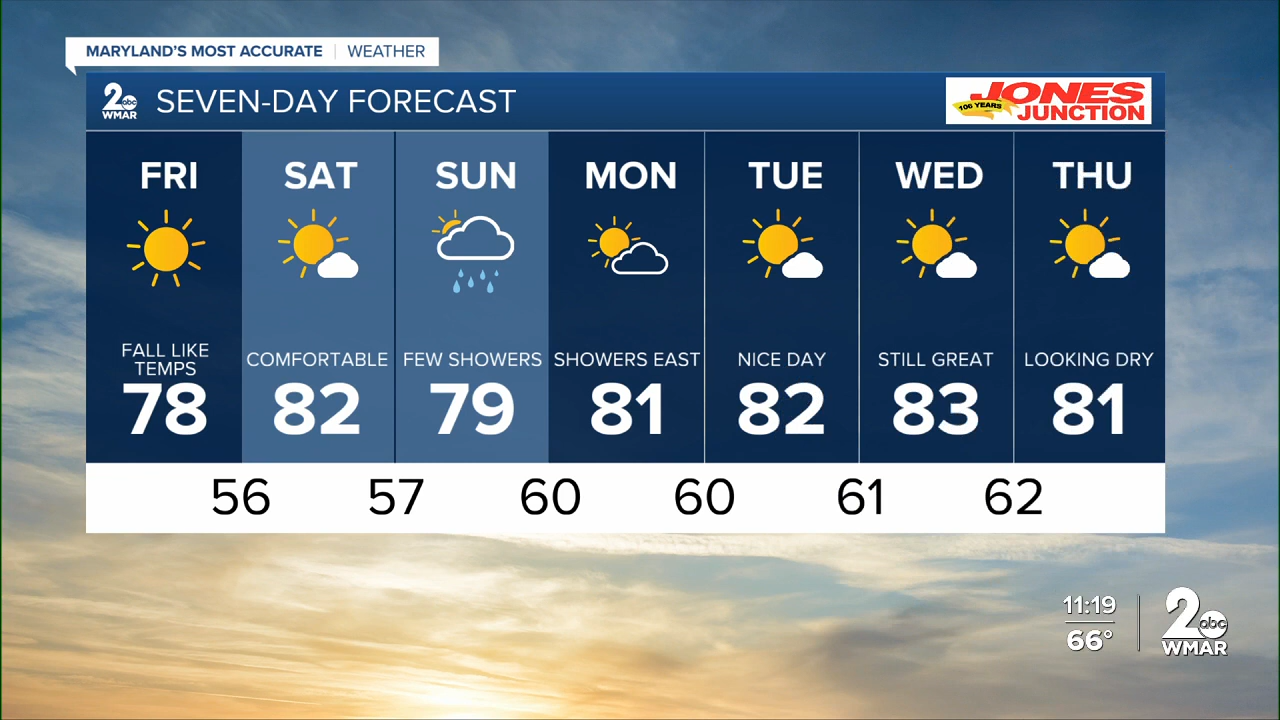 MARYLAND'S MOST ACCURATE | WEATHER
2 abc
WMAR
SEVEN-DAY FORECAST
JONES
106 YEARS
JUNCTION
FRI SAT SUN MON TUE WED THU
FALL LIKE
TEMPS
COMFORTABLE FEW SHOWERS SHOWERS EAST NICE DAY STILL GREAT LOOKING DRY
78 82 79 81 82 83 81
56 57 60 60 61 62
11:19
66°
2 abc
WMAR